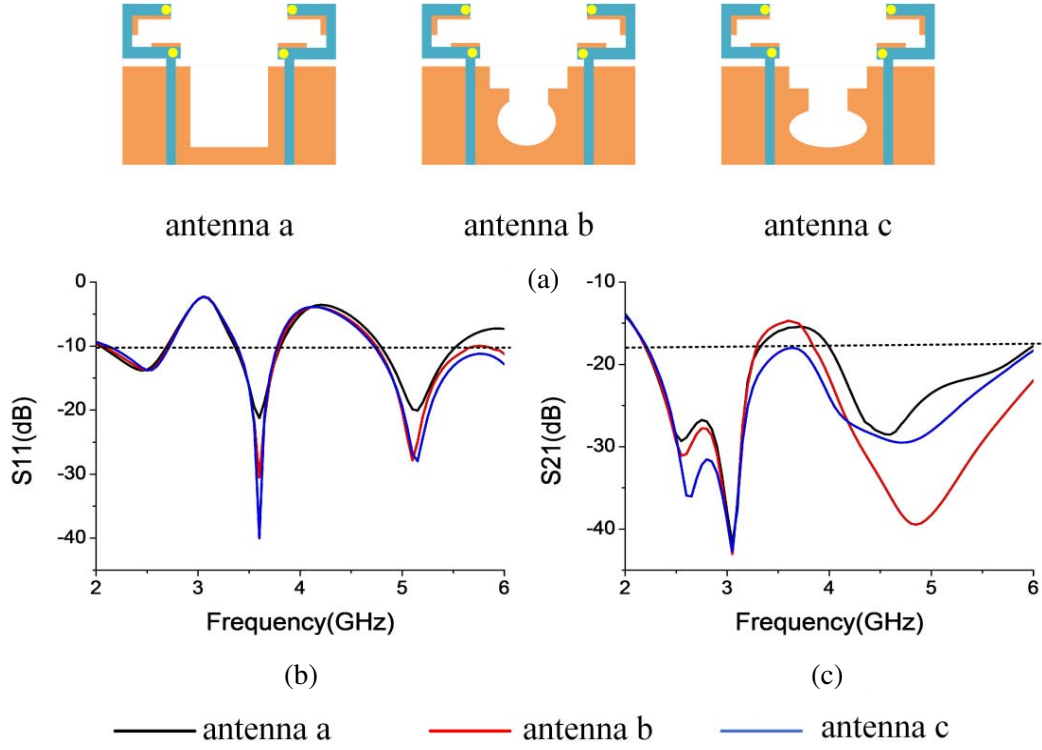 antenna a
antenna b
antenna c
(a)
0
-10
-20
-30
-40
S11(dB)
2
3
4
5
6
Frequency(GHz)
(b)
-10
-20
-30
-40
S21(dB)
2
3
4
5
6
Frequency(GHz)
(c)
antenna a
antenna b
antenna c